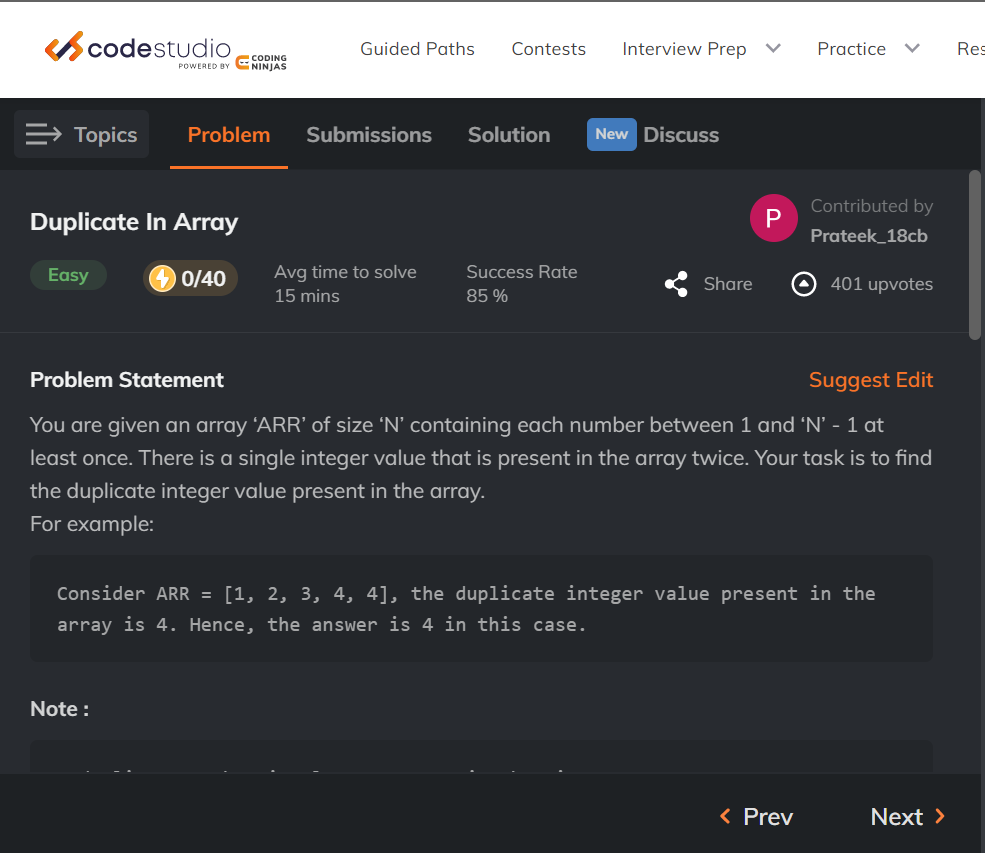 codestudio
POWERED BY CODING NINJAS
Guided Paths Contests Interview Prep Practice Res
Topics Problem Submissions Solution New Discuss
Duplicate In Array
P
Contributed by
Prateek_18cb
Easy
0/40
Avg time to solve
15 mins
Success Rate
85 %
Share
401 upvotes
Problem Statement
Suggest Edit
You are given an array ‘ARR’ of size ‘N’ containing each number between 1 and ‘N’ - 1 at
least once. There is a single integer value that is present in the array twice. Your task is to find
the duplicate integer value present in the array.
For example:
Consider ARR = [1, 2, 3, 4, 4], the duplicate integer value present in the
array is 4. Hence, the answer is 4 in this case.
Note :
Prev Next